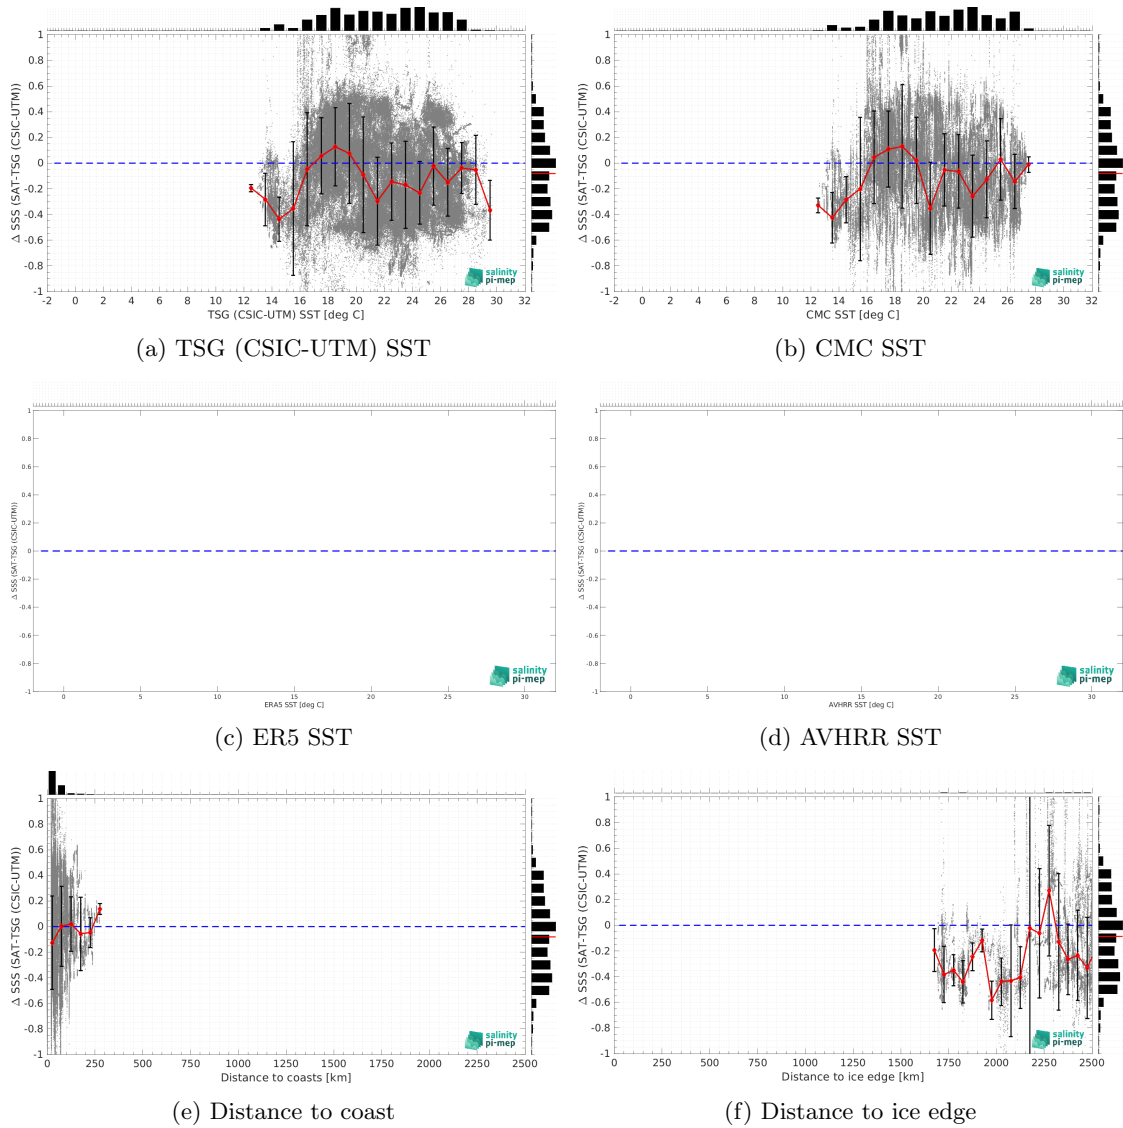 1
0.8
0.6
0.4
0.2
0
-0.2
-0.4
-0.6
-0.8
-1
Δ SSS (SAT-TSG (CSIC-UTM))
salinity
pi-mep
-2 0 2 4 6 8 10 12 14 16 18 20 22 24 26 28 30 32
TSG (CSIC-UTM) SST [deg C]
(a) TSG (CSIC-UTM) SST
1
0.8
0.6
0.4
0.2
0
-0.2
-0.4
-0.6
-0.8
-1
Δ SSS (SAT-TSG (CSIC-UTM))
salinity
pi-mep
-2 0 2 4 6 8 10 12 14 16 18 20 22 24 26 28 30 32
CMC SST [deg C]
(b) CMC SST
1
0.8
0.6
0.4
0.2
0
-0.2
-0.4
-0.6
-0.8
-1
Δ SSS (SAT-TSG (CSIC-UTM))
salinity
pi-mep
0 5 10 15 20 25 30
ERA5 SST [deg C]
(c) ER5 SST
1
0.8
0.6
0.4
0.2
0
-0.2
-0.4
-0.6
-0.8
-1
Δ SSS (SAT-TSG (CSIC-UTM))
salinity
pi-mep
0 5 10 15 20 25 30
AVHRR SST [deg C]
(d) AVHRR SST
1
0.8
0.6
0.4
0.2
0
-0.2
-0.4
-0.6
-0.8
-1
Δ SSS (SAT-TSG (CSIC-UTM))
salinity
pi-mep
0 250 500 750 1000 1250 1500 1750 2000 2250 2500
Distance to coasts [km]
(e) Distance to coast
1
0.8
0.6
0.4
0.2
0
-0.2
-0.4
-0.6
-0.8
-1
Δ SSS (SAT-TSG (CSIC-UTM))
salinity
pi-mep
0 250 500 750 1000 1250 1500 1750 2000 2250 2500
Distance to ice edge [km]
(f) Distance to ice edge